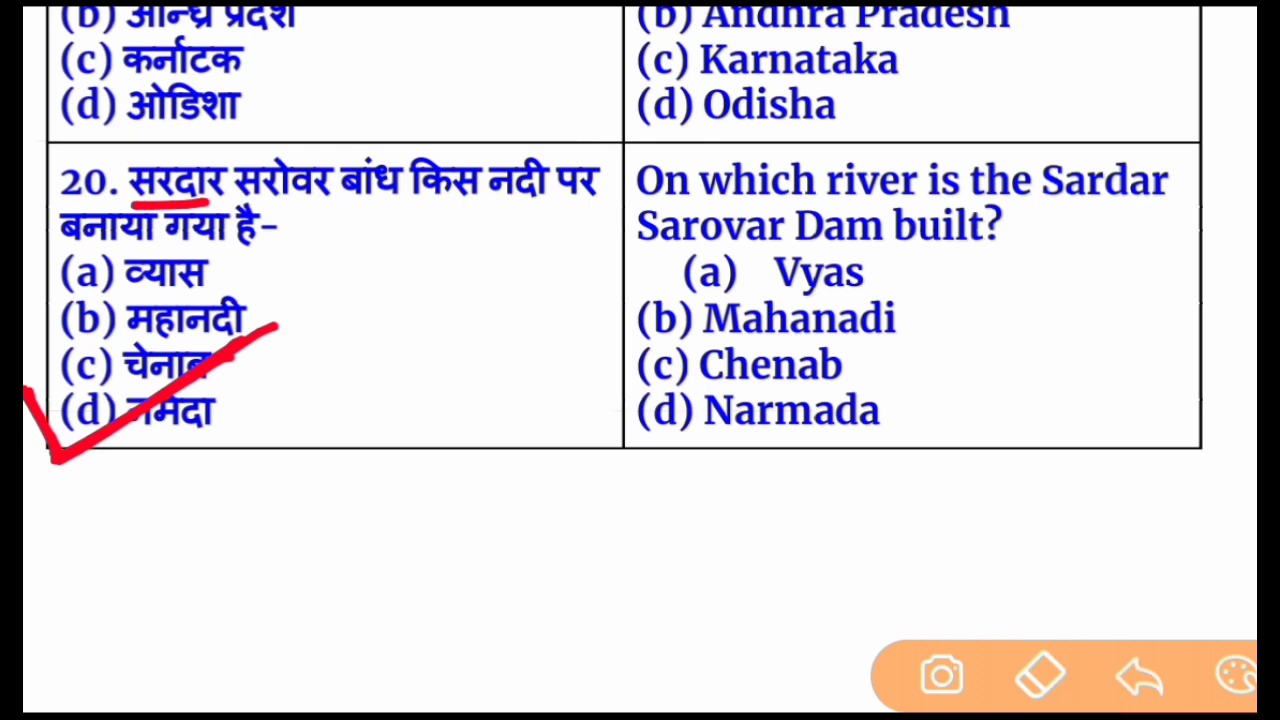 (b) आन्ध्र प्रदेश
(c) कर्नाटक
(d) ओडिशा
(b) Andhra Pradesh
(c) Karnataka
(d) Odisha
20. सरदार सरोवर बांध किस नदी पर
बनाया गया है-
(a) व्यास
(b) महानदी
(c) चेनाब
(d) नर्मदा
On which river is the Sardar
Sarovar Dam built?
(a) Vyas
(b) Mahanadi
(c) Chenab
(d) Narmada